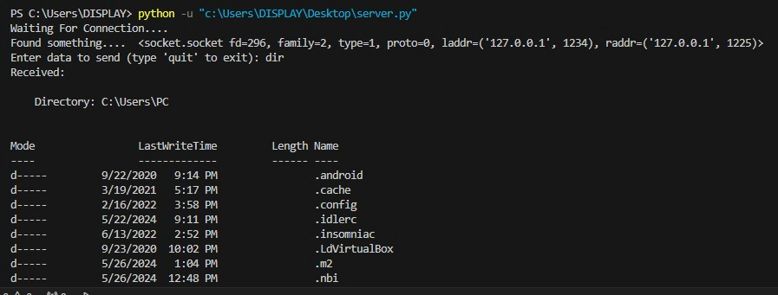 PS C:\Users\DISPLAY> python -u "c:\Users\DISPLAY\Desktop\server.py"
Waiting For Connection....
Found something.... <socket.socket fd=296, family=2, type=1, proto=0, laddr=('127.0.0.1', 1234), raddr=('127.0.0.1', 1225)>
Enter data to send (type 'quit' to exit): dir
Received:
Directory: C:\Users\PC
Mode LastWriteTime Length Name
---- ------------- ------ ----
d----- 9/22/2020 9:14 PM .android
d----- 3/19/2021 5:17 PM .cache
d----- 2/16/2022 3:58 PM .config
d----- 5/22/2024 9:11 PM .idlerc
d----- 6/13/2022 2:52 PM .insomniac
d----- 9/23/2020 10:02 PM .LdVirtualBox
d----- 5/26/2024 1:04 PM .m2
d----- 5/26/2024 12:48 PM .nbi